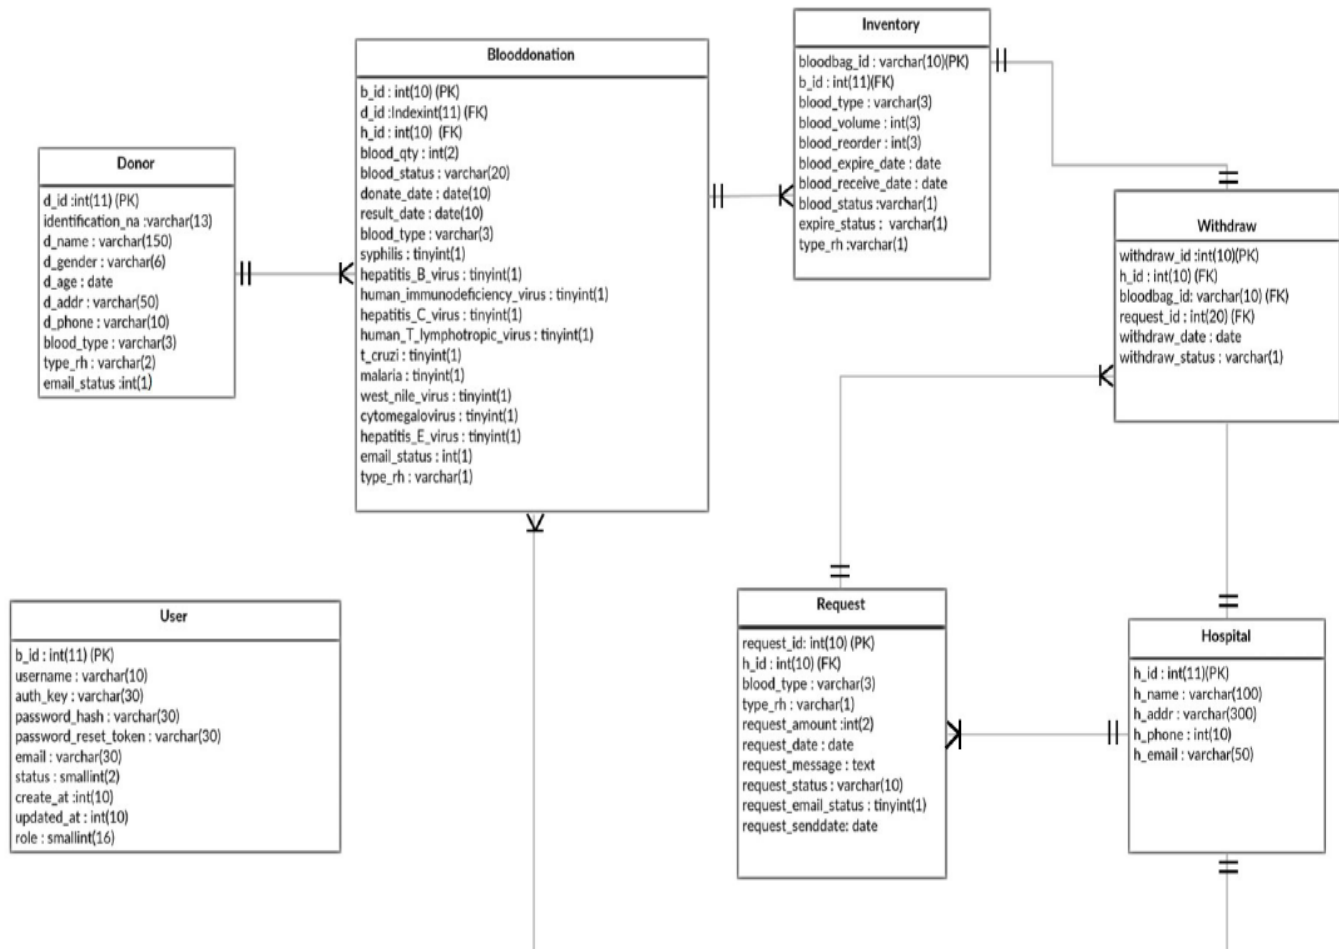 Donor
d_id :int(11) (PK)
identification_na :varchar(13)
d_name : varchar(150)
d_gender : varchar(6)
d_age : date
d_addr : varchar(50)
d_phone : varchar(10)
blood_type : varchar(3)
type_rh : varchar(2)
email_status :int(1)
Blooddonation
b_id : int(10) (PK)
d_id :Indexint(11) (FK)
h_id : int(10) (FK)
blood_qty : int(2)
blood_status : varchar(20)
donate_date : date(10)
result_date : date(10)
blood_type : varchar(3)
syphilis : tinyint(1)
hepatitis_B_virus : tinyint(1)
human_immunodeficiency_virus : tinyint(1)
hepatitis_C_virus : tinyint(1)
human_T_lymphotropic_virus : tinyint(1)
t_cruzi : tinyint(1)
malaria : tinyint(1)
west_nile_virus : tinyint(1)
cytomegalovirus : tinyint(1)
hepatitis_E_virus : tinyint(1)
email_status : int(1)
type_rh : varchar(1)
Inventory
bloodbag_id : varchar(10)(PK)
b_id : int(11)(FK)
blood_type : varchar(3)
blood_volume : int(3)
blood_reorder : int(3)
blood_expire_date : date
blood_receive_date : date
blood_status :varchar(1)
expire_status : varchar(1)
type_rh :varchar(1)
Withdraw
withdraw_id :int(10)(PK)
h_id : int(10) (FK)
bloodbag_id: varchar(10) (FK)
request_id : int(20) (FK)
withdraw_date : date
withdraw_status : varchar(1)
User
b_id : int(11) (PK)
username : varchar(10)
auth_key : varchar(30)
password_hash : varchar(30)
password_reset_token : varchar(30)
email : varchar(30)
status : smallint(2)
create_at :int(10)
updated_at : int(10)
role : smallint(16)
Request
request_id: int(10) (PK)
h_id : int(10) (FK)
blood_type : varchar(3)
type_rh : varchar(1)
request_amount :int(2)
request_date : date
request_message : text
request_status : varchar(10)
request_email_status : tinyint(1)
request_senddate: date
Hospital
h_id : int(11)(PK)
h_name : varchar(100)
h_addr : varchar(300)
h_phone : int(10)
h_email : varchar(50)